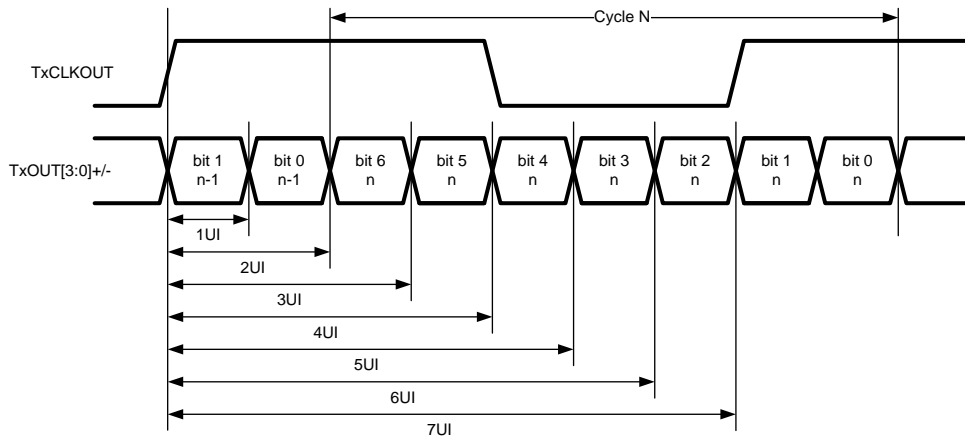 Cycle N
TxCLKOUT
TxOUT[3:0]+/-
bit 1
n-1
bit 0
n-1
bit 6
n
bit 5
n
bit 4
n
bit 3
n
bit 2
n
bit 1
n
bit 0
n
1UI
2UI
3UI
4UI
5UI
6UI
7UI